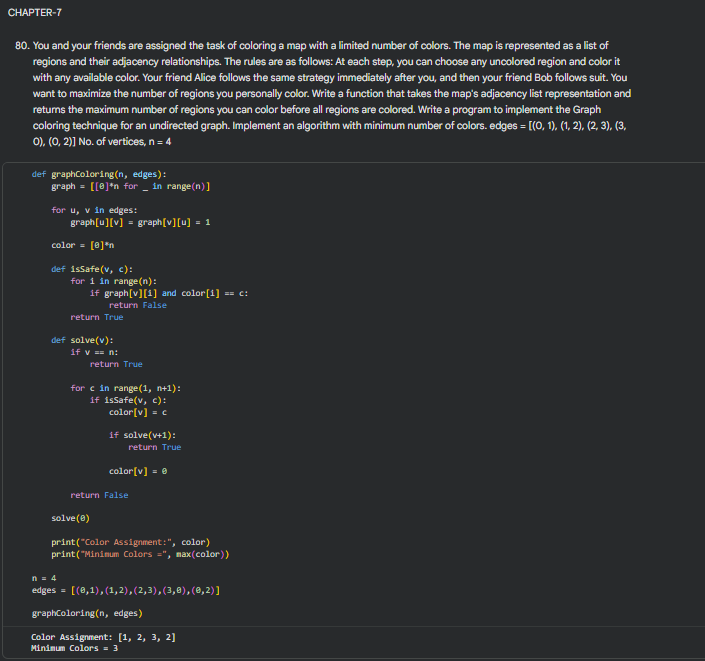 CHAPTER-7
80. You and your friends are assigned the task of coloring a map with a limited number of colors. The map is represented as a list of
regions and their adjacency relationships. The rules are as follows: At each step, you can choose any uncolored region and color it
with any available color. Your friend Alice follows the same strategy immediately after you, and then your friend Bob follows suit. You
want to maximize the number of regions you personally color. Write a function that takes the map's adjacency list representation and
returns the maximum number of regions you can color before all regions are colored. Write a program to implement the Graph
coloring technique for an undirected graph. Implement an algorithm with minimum number of colors. edges = [(0, 1), (1, 2), (2, 3), (3,
0), (0, 2)] No. of vertices, n = 4
def graphColoring(n, edges):
    graph = [[0]*n for _ in range(n)]
    for u, v in edges:
        graph[u][v] = graph[v][u] = 1
    color = [0]*n
    def isSafe(v, c):
        for i in range(n):
            if graph[v][i] and color[i] == c:
                return False
        return True
    def solve(v):
        if v == n:
            return True
        for c in range(1, n+1):
            if isSafe(v, c):
                color[v] = c
                if solve(v+1):
                    return True
                color[v] = 0
        return False
    solve(0)
    print("Color Assignment:", color)
    print("Minimum Colors =", max(color))
n = 4
edges = [(0,1),(1,2),(2,3),(3,0),(0,2)]
graphColoring(n, edges)
Color Assignment: [1, 2, 3, 2]
Minimum Colors = 3